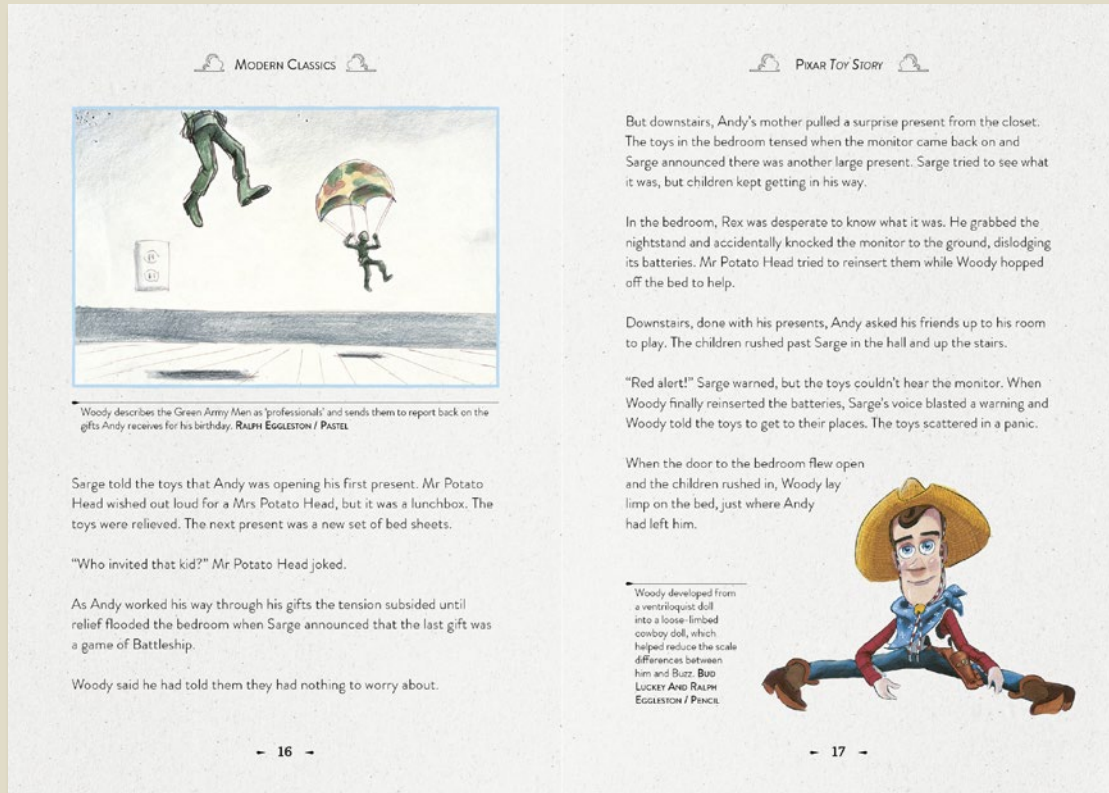 MODERN CLASSICS
Woody describes the Green Army Men as ‘professionals’ and sends them to report back on the
gifts Andy receives for his birthday. RALPH EGGLESTON / PASTEL
Sarge told the toys that Andy was opening his first present. Mr Potato
Head wished out loud for a Mrs Potato Head, but it was a lunchbox. The
toys were relieved. The next present was a new set of bed sheets.
“Who invited that kid?” Mr Potato Head joked.
As Andy worked his way through his gifts the tension subsided until
relief flooded the bedroom when Sarge announced that the last gift was
a game of Battleship.
Woody said he had told them they had nothing to worry about.
16
PIXAR TOY STORY
But downstairs, Andy’s mother pulled a surprise present from the closet.
The toys in the bedroom tensed when the monitor came back on and
Sarge announced there was another large present. Sarge tried to see what
it was, but children kept getting in his way.
In the bedroom, Rex was desperate to know what it was. He grabbed the
nightstand and accidentally knocked the monitor to the ground, dislodging
its batteries. Mr Potato Head tried to reinsert them while Woody hopped
off the bed to help.
Downstairs, done with his presents, Andy asked his friends up to his room
to play. The children rushed past Sarge in the hall and up the stairs.
“Red alert!” Sarge warned, but the toys couldn’t hear the monitor. When
Woody finally reinserted the batteries, Sarge’s voice blasted a warning and
Woody told the toys to get to their places. The toys scattered in a panic.
When the door to the bedroom flew open
and the children rushed in, Woody lay
limp on the bed, just where Andy
had left him.
Woody developed from
a ventriloquist doll
into a loose-limbed
cowboy doll, which
helped reduce the scale
differences between
him and Buzz. BUD
LUCKEY AND RALPH
EGGLESTON / PENCIL
17